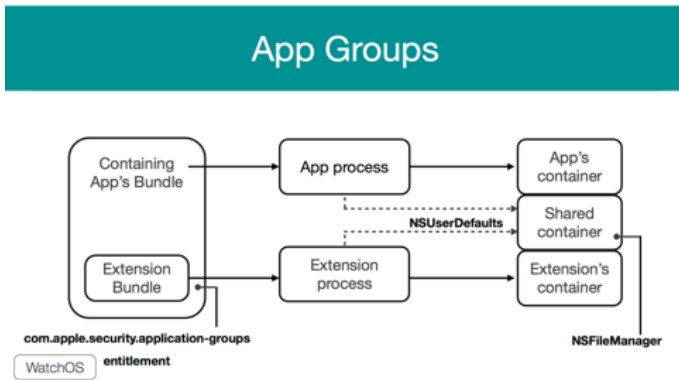 App Groups
Containing
App's Bundle
App process
App's
container
NSUserDefaults
Shared
container
Extension
Bundle
Extension
process
Extension's
container
com.apple.security.application-groups
entitlement
NSFileManager
WatchOS